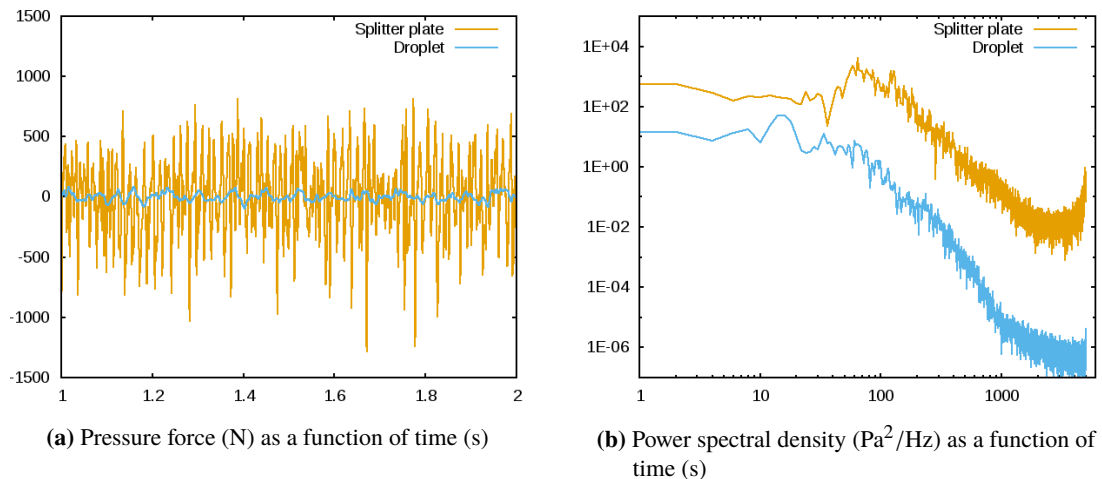 1500
1000
500
0
-500
-1000
-1500
1
1.2
1.4
1.6
1.8
2
Splitter plate
Droplet
(a) Pressure force (N) as a function of time (s)
1E+04
1E+02
1E+00
1E-02
1E-04
1E-06
1
10
100
1000
Splitter plate
Droplet
(b) Power spectral density (Pa²/Hz) as a function of
time (s)